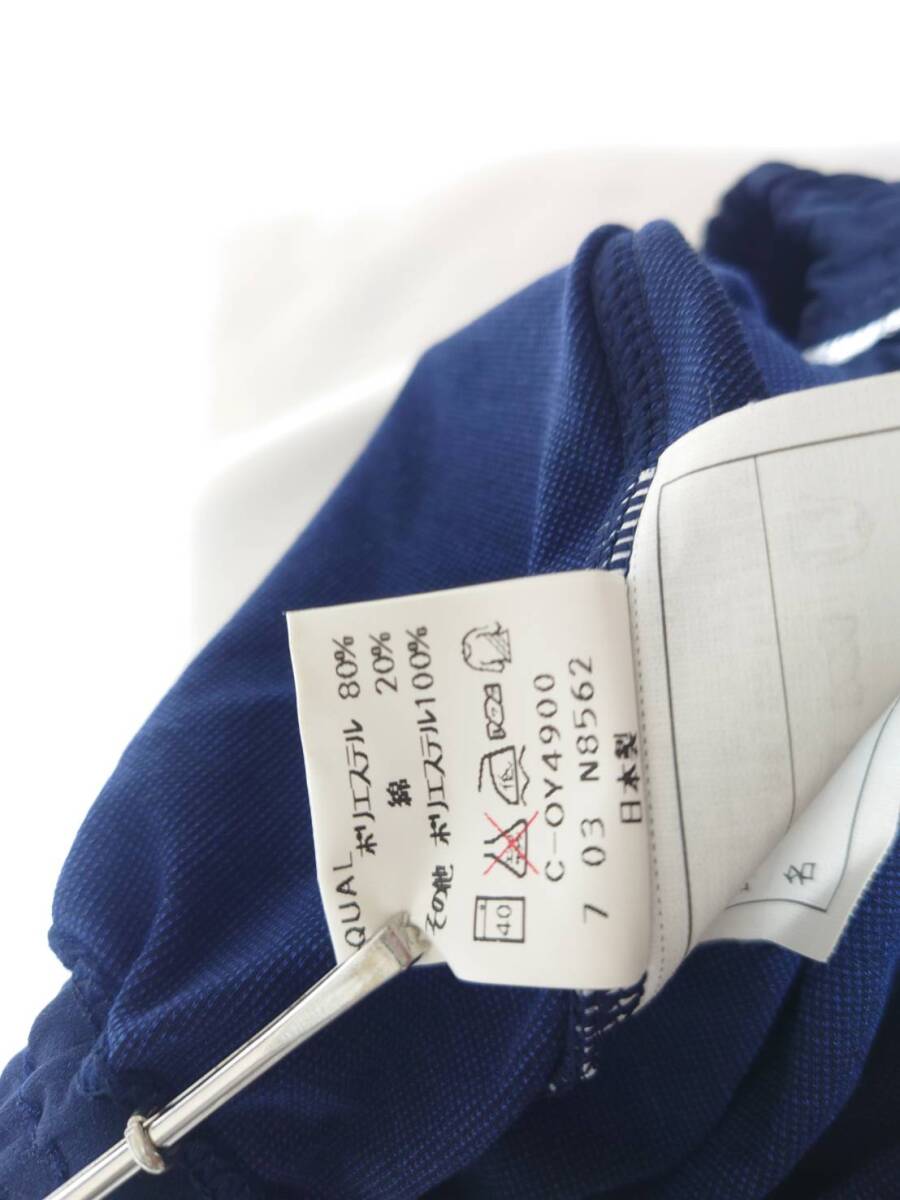 QUAL
ポリエステル 80%
綿 20%
その他 ポリエステル100%
40
C-OY4900
7 03 N8562
日本製
名